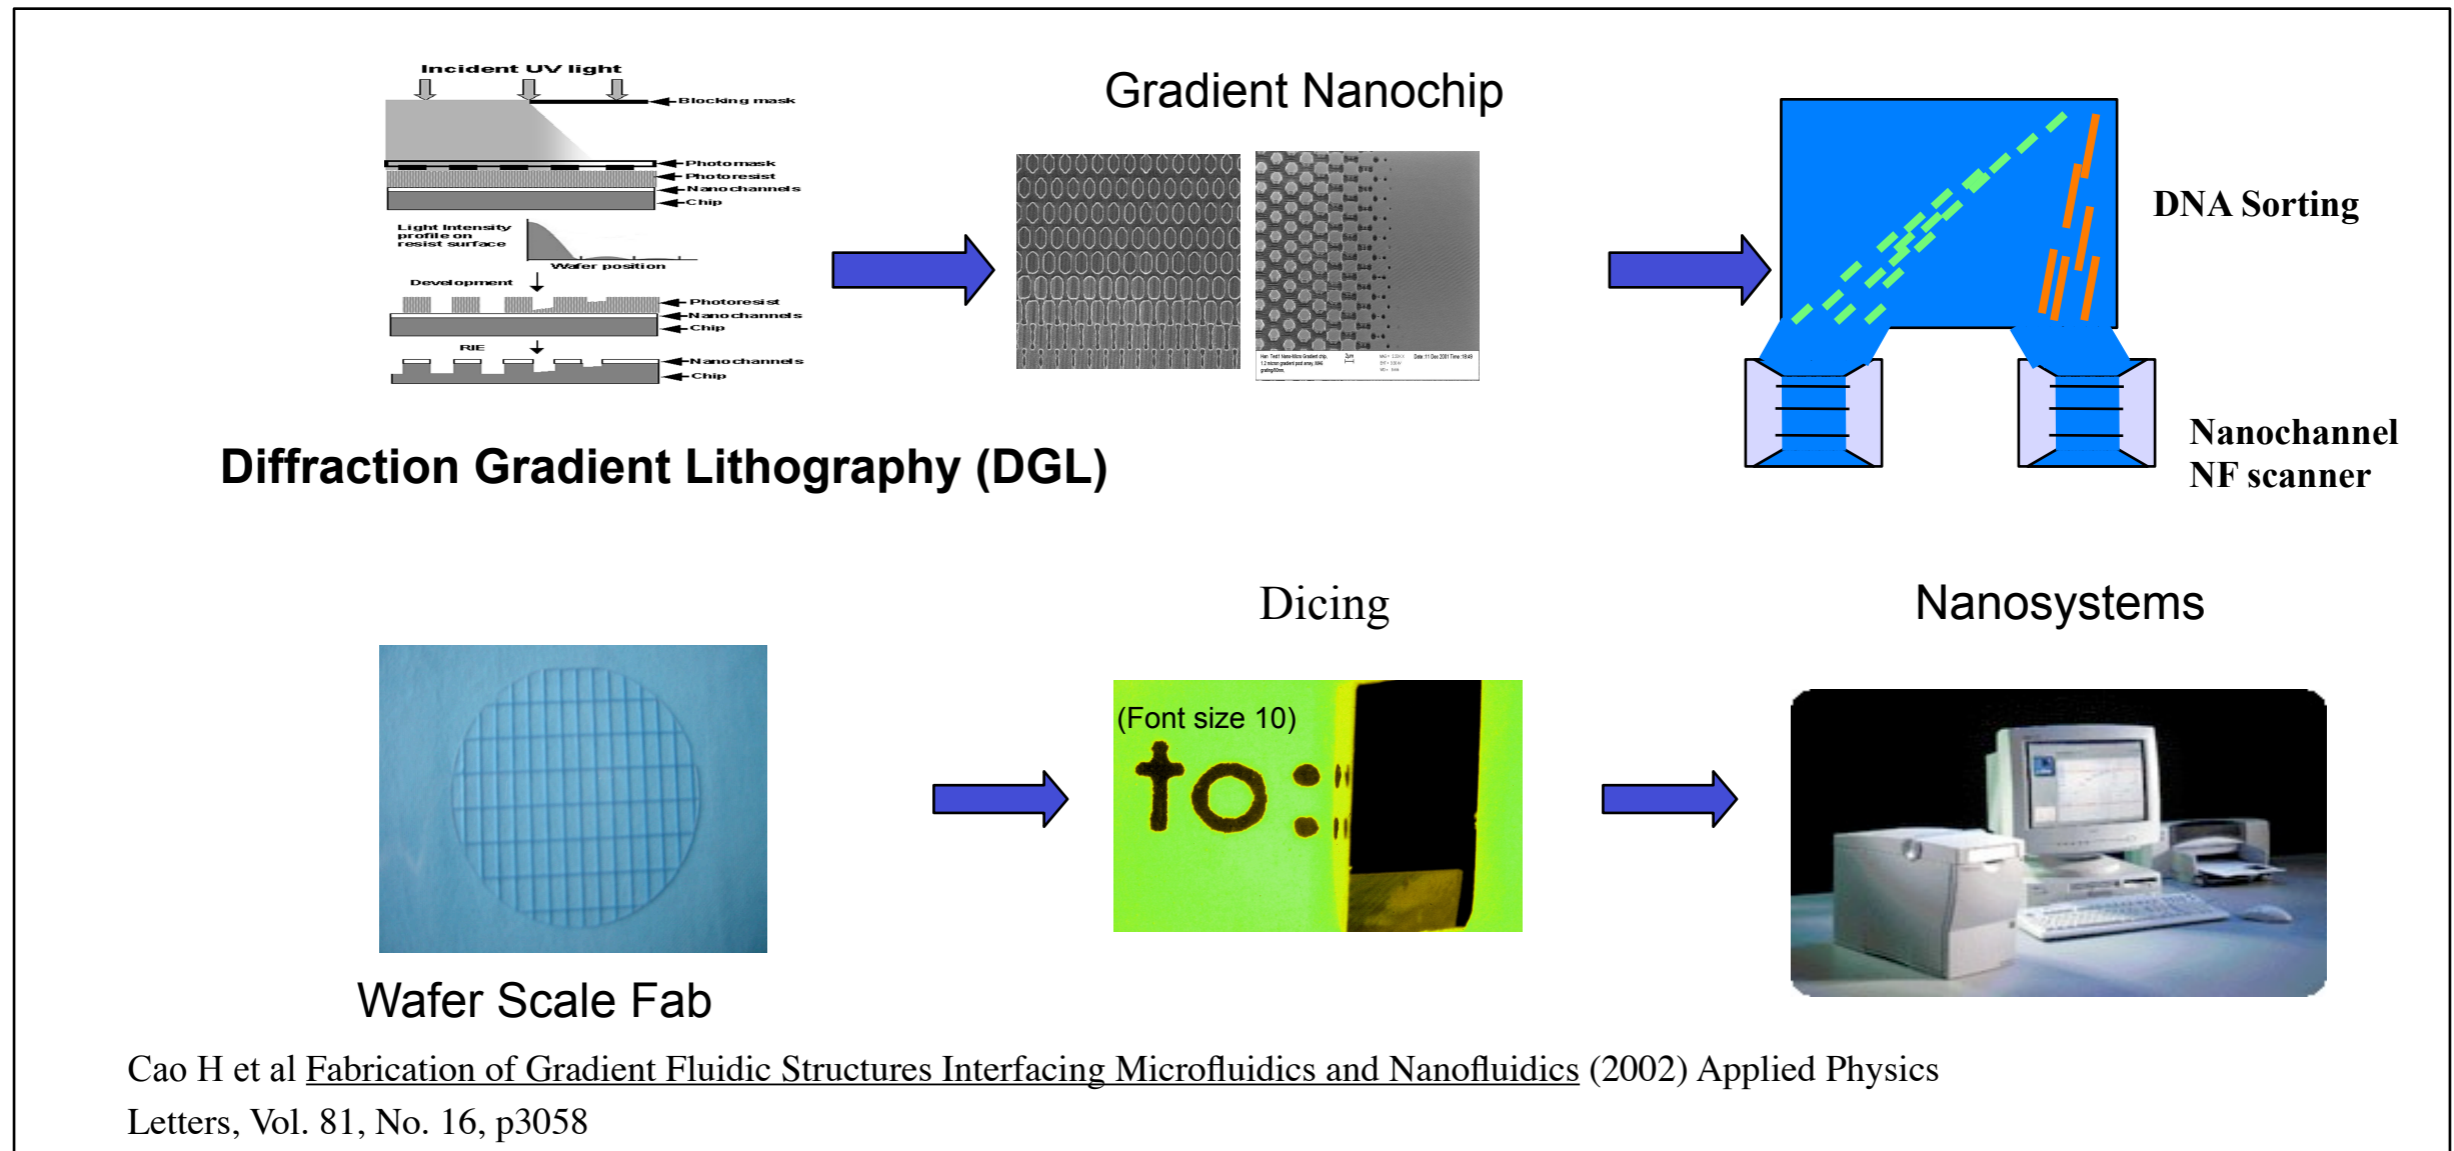 Incident UV light
Blocking mask
Photomask
Photoresist
Nanochannels
Chip
Light Intensity
profile on
resist surface
Wafer position
Development
Photoresist
Nanochannels
Chip
RIE
Nanochannels
Chip
Diffraction Gradient Lithography (DGL)
Gradient Nanochip
DNA Sorting
Nanochannel
NF scanner
Wafer Scale Fab
Dicing
(Font size 10)
to:
Nanosystems
Cao H et al Fabrication of Gradient Fluidic Structures Interfacing Microfluidics and Nanofluidics (2002) Applied Physics
Letters, Vol. 81, No. 16, p3058